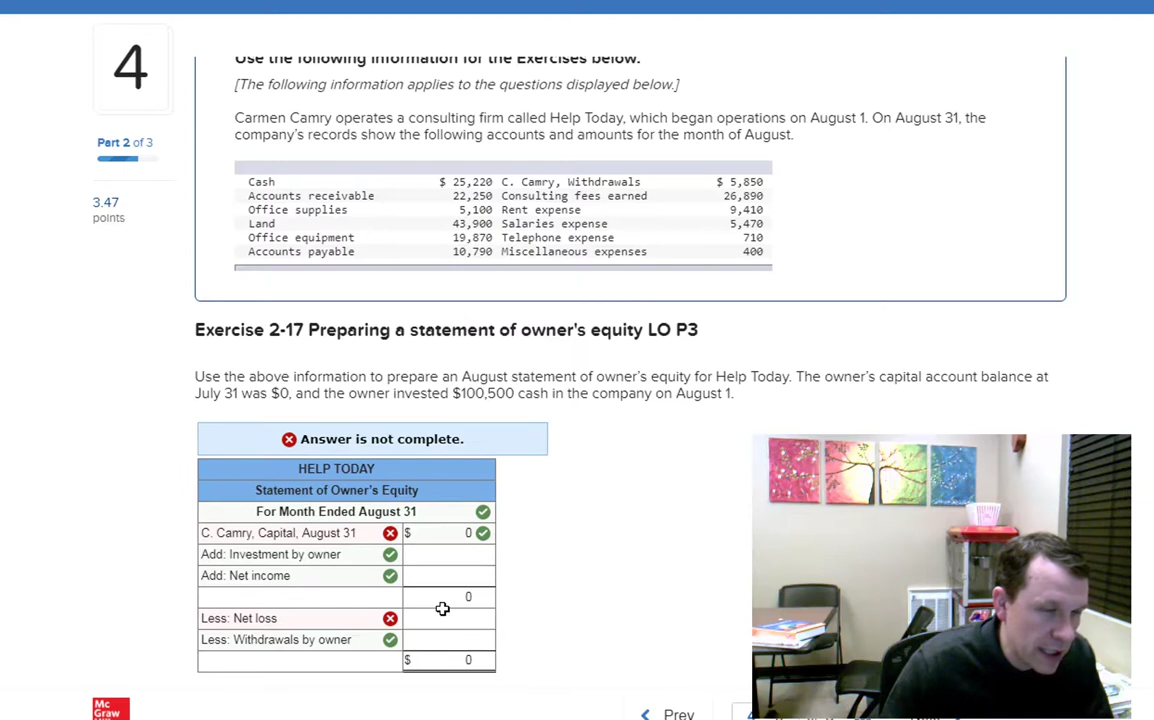 4
Part 2 of 3
3.47
points
Use the following information for the Exercises below.
[The following information applies to the questions displayed below.]
Carmen Camry operates a consulting firm called Help Today, which began operations on August 1. On August 31, the
company's records show the following accounts and amounts for the month of August.
Cash $ 25,220 C. Camry, Withdrawals $ 5,850
Accounts receivable 22,250 Consulting fees earned 26,890
Office supplies 5,100 Rent expense 9,410
Land 43,900 Salaries expense 5,470
Office equipment 19,870 Telephone expense 710
Accounts payable 10,790 Miscellaneous expenses 400
Exercise 2-17 Preparing a statement of owner's equity LO P3
Use the above information to prepare an August statement of owner's equity for Help Today. The owner's capital account balance at
July 31 was $0, and the owner invested $100,500 cash in the company on August 1.
Answer is not complete.
HELP TODAY
Statement of Owner's Equity
For Month Ended August 31
C. Camry, Capital, August 31 $ 0
Add: Investment by owner
Add: Net income
0
Less: Net loss
Less: Withdrawals by owner
$ 0
Mc
Graw
Prev